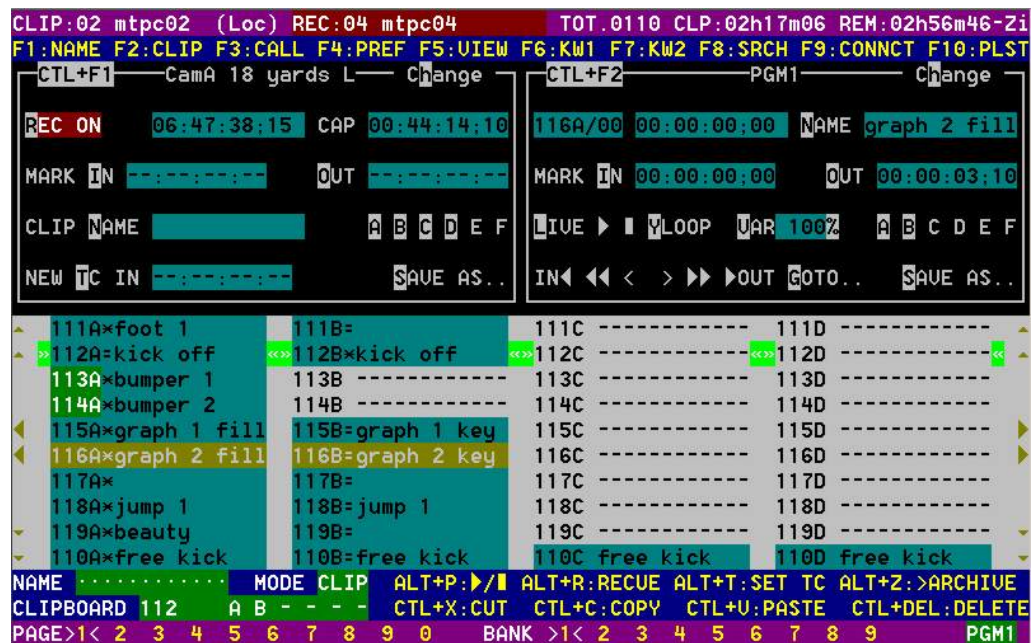 CLIP:02 mtpc02 (Loc) REC:04 mtpc04 TOT.0110 CLP:02h17m06 REM:02h56m46-Zi
F1:NAME F2:CLIP F3:CALL F4:PREF F5:VIEW F6:KW1 F7:KW2 F8:SRCH F9:CONNCT F10:PLST
CTL+F1 CamA 18 yards L Change CTL+F2 PGM1 Change
REC ON 06:47:38;15 CAP 00:44:14;10 116A/00 00:00:00;00 NAME graph 2 fill
MARK IN --:--:--:-- OUT --:--:--:-- MARK IN 00:00:00;00 OUT 00:00:03;10
CLIP NAME A B C D E F LIVE ▶ ▮ YLOOP VAR 100% A B C D E F
NEW TC IN --:--:--:-- SAVE AS.. IN◀ ◀◀ < > ▶▶ ▶OUT GOTO.. SAVE AS..
111A*foot 1 111B= 111C ------------ 111D ------------
»112A=kick off «»112B*kick off «»112C ------------ «»112D ------------ «
113A*bumper 1 113B ------------ 113C ------------ 113D ------------
114A*bumper 2 114B ------------ 114C ------------ 114D ------------
115A*graph 1 fill 115B=graph 1 key 115C ------------ 115D ------------
116A*graph 2 fill 116B=graph 2 key 116C ------------ 116D ------------
117A* 117B= 117C ------------ 117D ------------
118A*jump 1 118B=jump 1 118C ------------ 118D ------------
119A*beauty 119B= 119C ------------ 119D ------------
110A*free kick 110B=free kick 110C free kick 110D free kick
NAME ············· MODE CLIP ALT+P:▶/▮ ALT+R:RECUE ALT+T:SET TC ALT+Z:>ARCHIVE
CLIPBOARD 112 A B - - - - CTL+X:CUT CTL+C:COPY CTL+V:PASTE CTL+DEL:DELETE
PAGE>1< 2 3 4 5 6 7 8 9 0 BANK >1< 2 3 4 5 6 7 8 9 PGM1